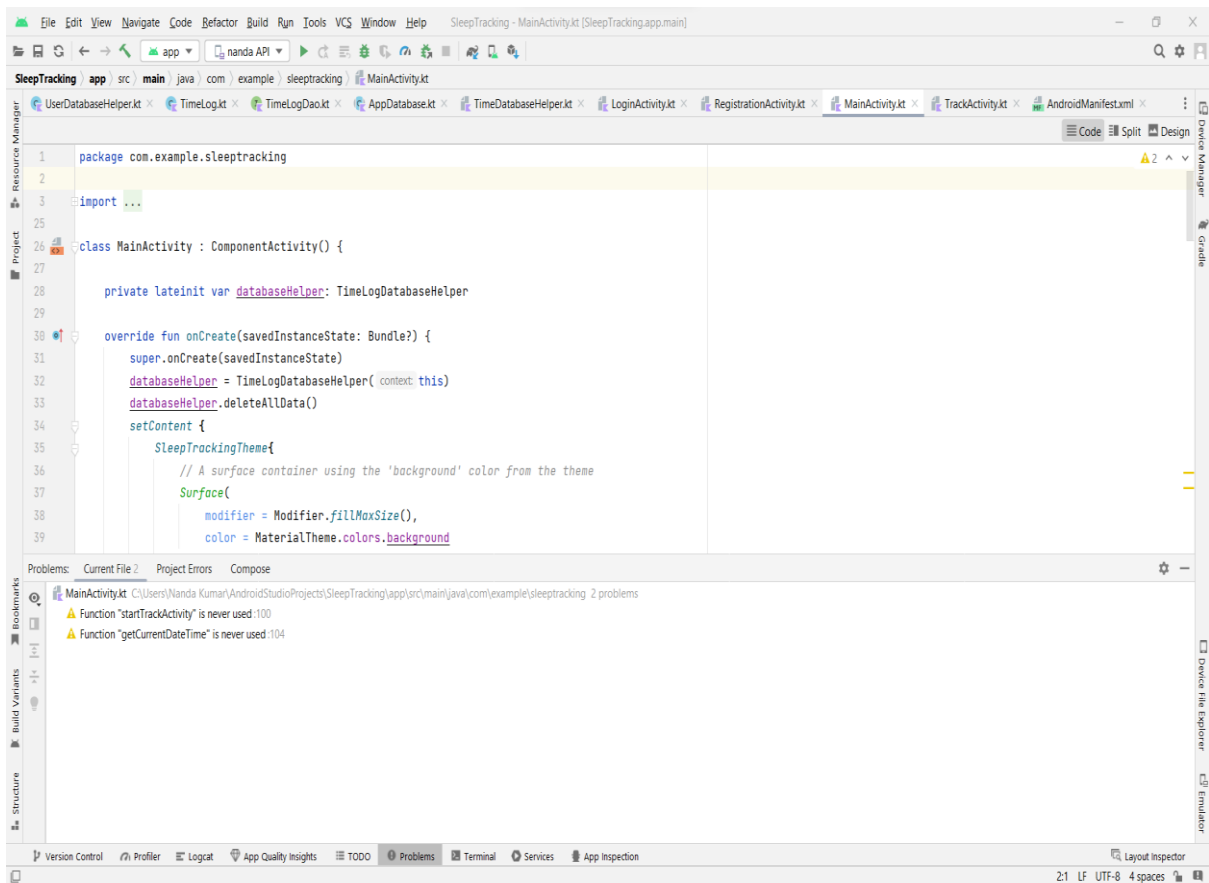 File Edit View Navigate Code Refactor Build Run Tools VCS Window Help SleepTracking - MainActivity.kt [SleepTracking.app.main]
app nanda API
SleepTracking app src main java com example sleeptracking MainActivity.kt
UserDatabaseHelper.kt TimeLog.kt TimeLogDao.kt AppDatabase.kt TimeDatabaseHelper.kt LoginActivity.kt RegistrationActivity.kt MainActivity.kt TrackActivity.kt AndroidManifest.xml
Code Split Design
1 package com.example.sleeptracking 2
2
3 import ...
25
26 class MainActivity : ComponentActivity() {
27
28 private lateinit var databaseHelper: TimeLogDatabaseHelper
29
30 override fun onCreate(savedInstanceState: Bundle?) {
31 super.onCreate(savedInstanceState)
32 databaseHelper = TimeLogDatabaseHelper( context: this)
33 databaseHelper.deleteAllData()
34 setContent {
35 SleepTrackingTheme{
36 // A surface container using the 'background' color from the theme
37 Surface(
38 modifier = Modifier.fillMaxSize(),
39 color = MaterialTheme.colors.background
Problems: Current File 2 Project Errors Compose
MainActivity.kt C:\Users\Nanda Kumar\AndroidStudioProjects\SleepTracking\app\src\main\java\com\example\sleeptracking 2 problems
Function "startTrackActivity" is never used :100
Function "getCurrentDateTime" is never used :104
Resource Manager
Project
Bookmarks
Build Variants
Structure
Device Manager
Gradle
Device File Explorer
Emulator
Version Control Profiler Logcat App Quality Insights TODO Problems Terminal Services App Inspection Layout Inspector
2:1 LF UTF-8 4 spaces